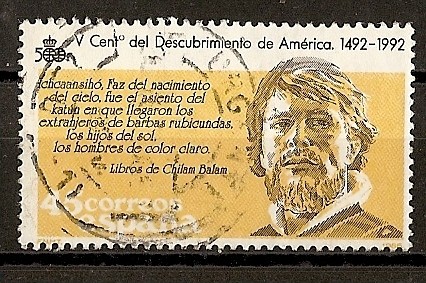 500
V Cent.º del Descubrimiento de América. 1492-1992
Ichcaansihó, Faz del nacimiento
del cielo, fue el asiento del
katún en que llegaron los
extranjeros de barbas rubicundas,
los hijos del sol,
los hombres de color claro.
Libros de Chilam Balam
45 correos
españa